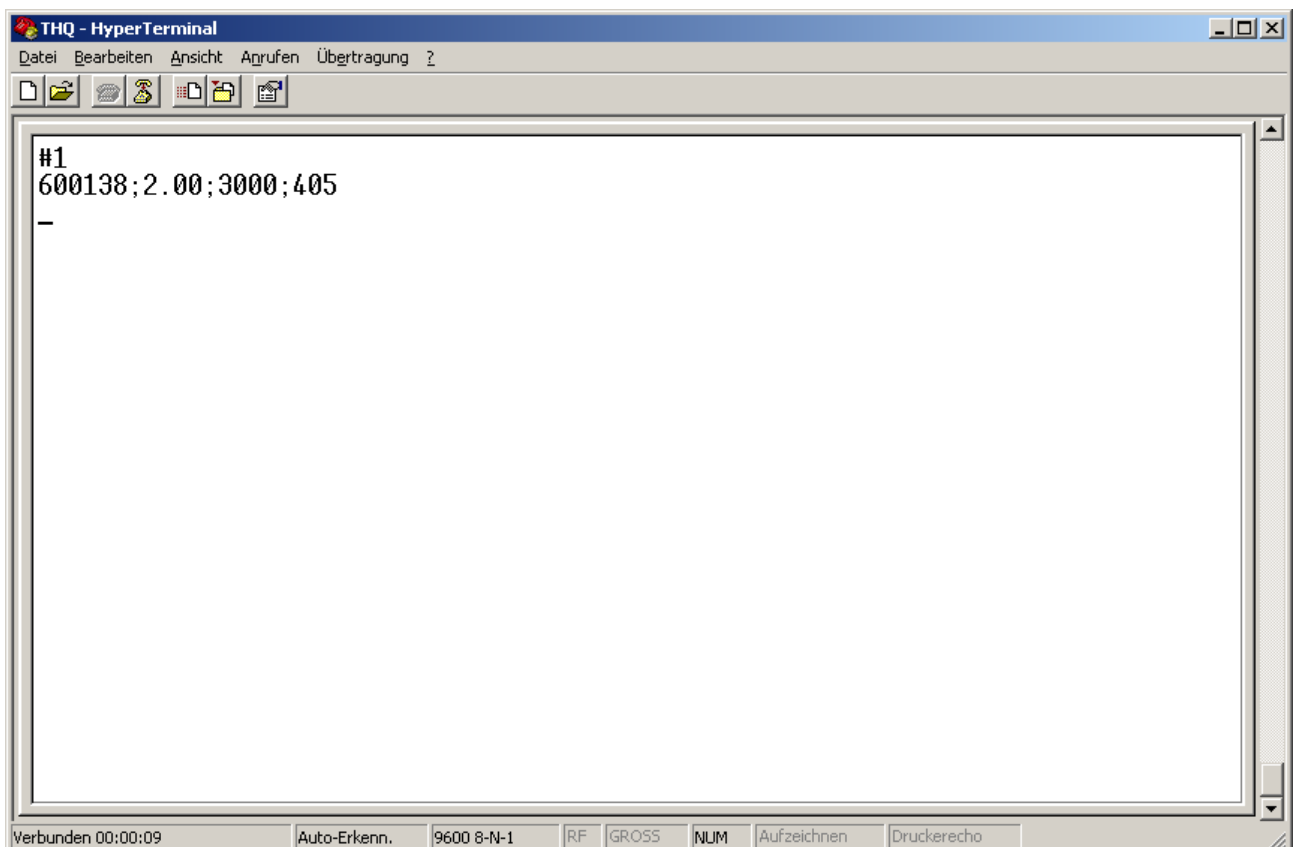 THQ - HyperTerminal
Datei Bearbeiten Ansicht Anrufen Übertragung ?
#1
600138;2.00;3000;405
_
Verbunden 00:00:09 Auto-Erkenn. 9600 8-N-1 RF GROSS NUM Aufzeichnen Druckerecho